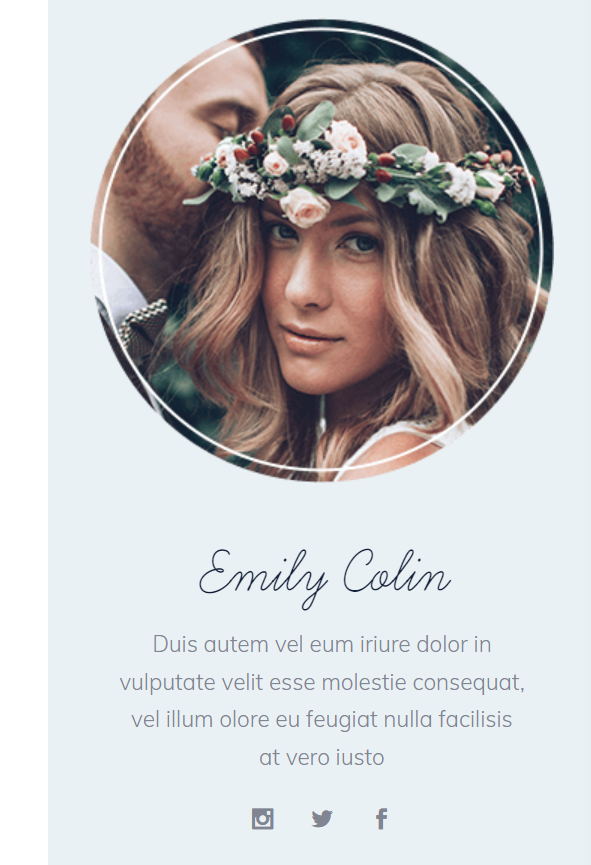 Emily Colin
Duis autem vel eum iriure dolor in
vulputate velit esse molestie consequat,
vel illum olore eu feugiat nulla facilisis
at vero iusto